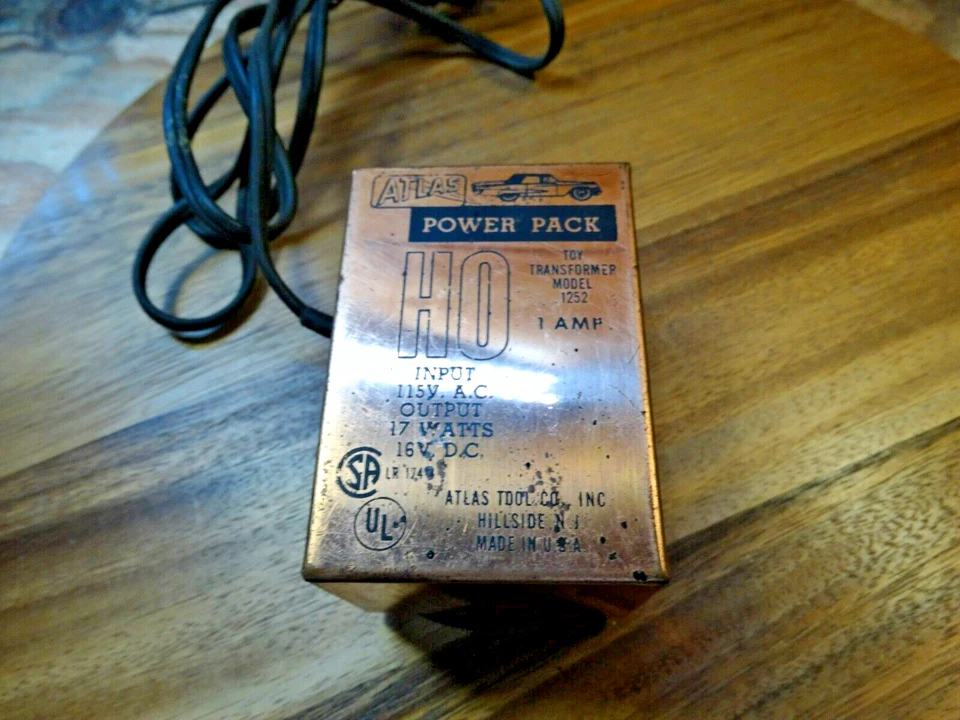 ATLAS
POWER PACK
HO
TOY
TRANSFORMER
MODEL
1252
1 AMP.
INPUT
115V. A.C.
OUTPUT
17 WATTS
16V. D.C.
SA
LR
UL
ATLAS TOOL CO., INC
HILLSIDE N J
MADE IN U.S.A.